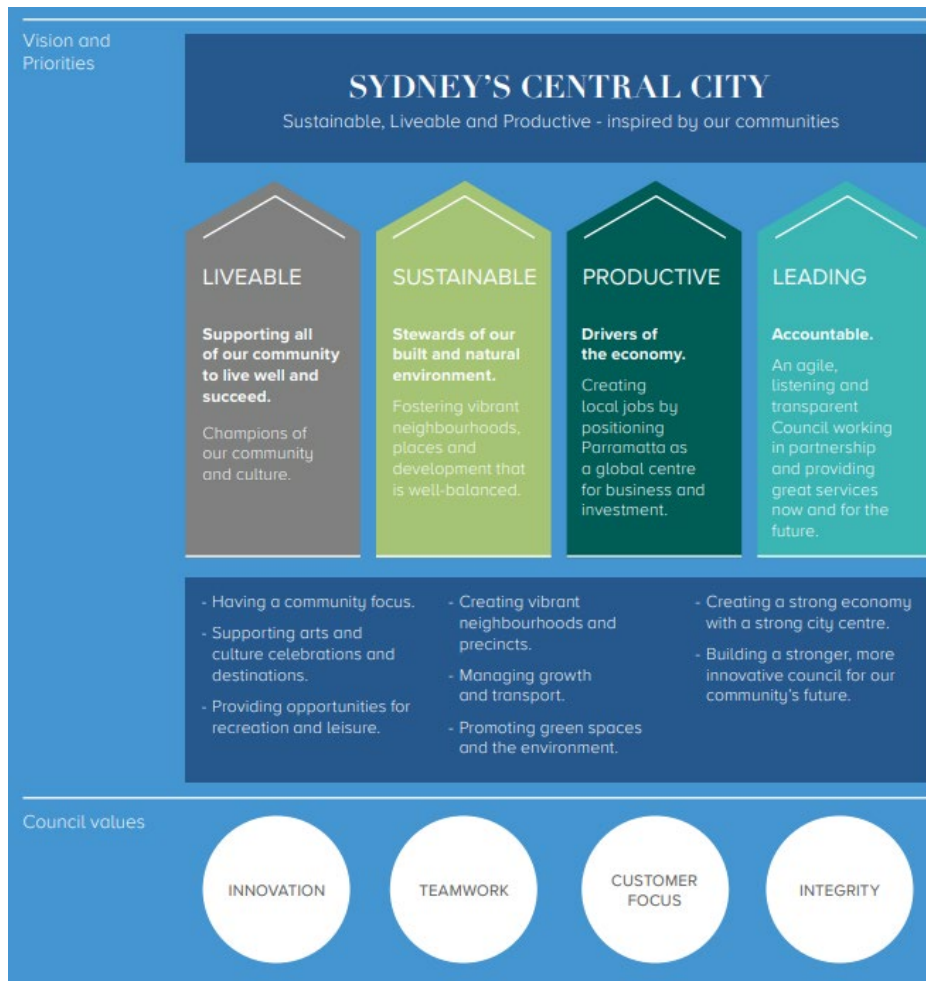 Vision and
Priorities
SYDNEY'S CENTRAL CITY
Sustainable, Liveable and Productive - inspired by our communities
LIVEABLE
Supporting all
of our community
to live well and
succeed.
Champions of
our community
and culture.
SUSTAINABLE
Stewards of our
built and natural
environment.
Fostering vibrant
neighbourhoods,
places and
development that
is well-balanced.
PRODUCTIVE
Drivers of
the economy.
Creating
local jobs by
positioning
Parramatta as
a global centre
for business and
investment.
LEADING
Accountable.
An agile,
listening and
transparent
Council working
in partnership
and providing
great services
now and for the
future.
- Having a community focus.
- Supporting arts and
culture celebrations and
destinations.
- Providing opportunities for
recreation and leisure.
- Creating vibrant
neighbourhoods and
precincts.
- Managing growth
and transport.
- Promoting green spaces
and the environment.
- Creating a strong economy
with a strong city centre.
- Building a stronger, more
innovative council for our
community's future.
Council values
INNOVATION
TEAMWORK
CUSTOMER
FOCUS
INTEGRITY